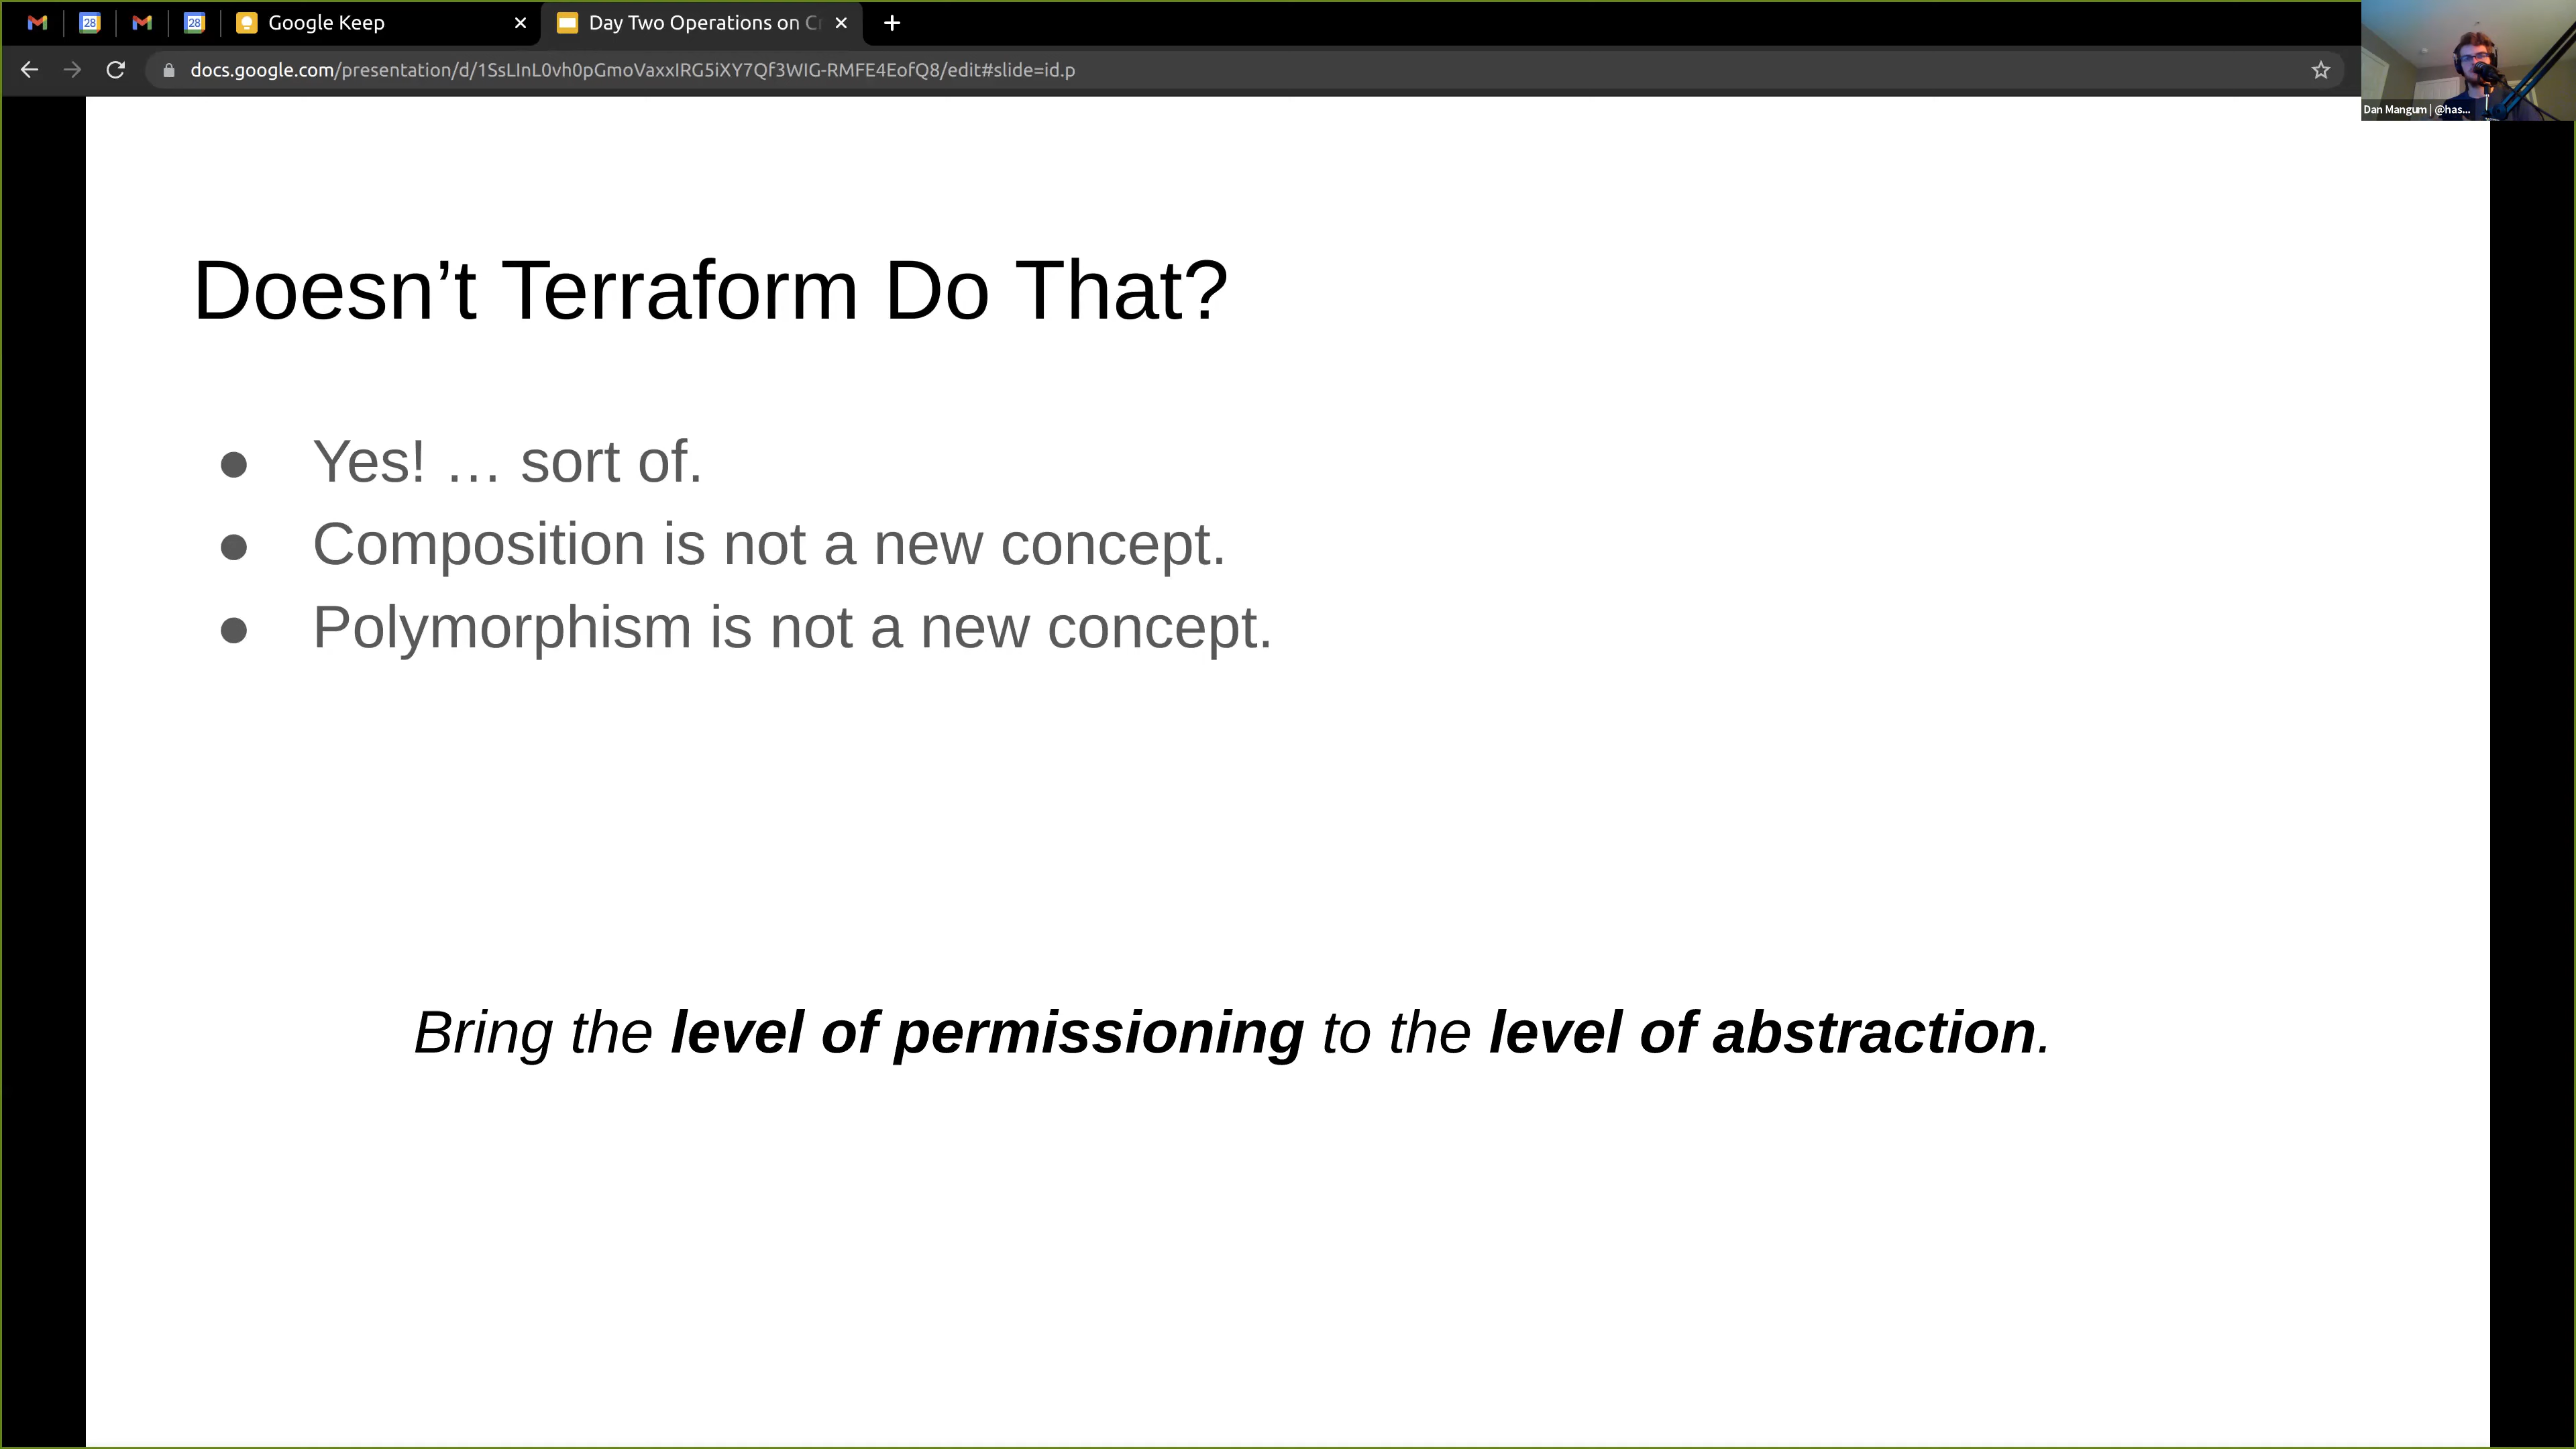 28
28
Google Keep
Day Two Operations on C
docs.google.com/presentation/d/1SsLInL0vh0pGmoVaxxIRG5iXY7Qf3WIG-RMFE4EofQ8/edit#slide=id.p
Dan Mangum | @has...
Doesn’t Terraform Do That?
● Yes! … sort of.
● Composition is not a new concept.
● Polymorphism is not a new concept.
Bring the level of permissioning to the level of abstraction.